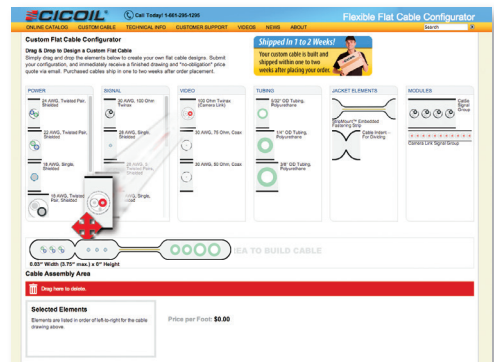 CICOIL®
Call Today! 1-661-295-1295
Flexible Flat Cable Configurator
ONLINE CATALOG CUSTOM CABLE TECHNICAL INFO CUSTOMER SUPPORT VIDEOS NEWS ABOUT Search
Custom Flat Cable Configurator
Drag & Drop to Design a Custom Flat Cable
Simply drag and drop the elements below to create your own flat cable designs. Submit
your configuration, and immediately receive a finished drawing and "no-obligation" price
quote via email. Purchased cables ship in one to two weeks after order placement.
Shipped In 1 to 2 Weeks!
Your custom cable is built and
shipped within one to two
weeks after placing your order.
POWER
24 AWG, Twisted Pair,
Shielded
22 AWG, Twisted Pair,
Shielded
18 AWG, Single,
Shielded
16 AWG, Twisted
Pair, Shielded
SIGNAL
30 AWG, 100 Ohm
Twinax
28 AWG, Single,
Shielded
AWG, Single,
Shielded
VIDEO
100 Ohm Twinax
(Camera Link)
30 AWG, 75 Ohm, Coax
30 AWG, 50 Ohm, Coax
TUBING
5/32" OD Tubing,
Polyurethane
1/4" OD Tubing,
Polyurethane
3/8" OD Tubing,
Polyurethane
JACKET ELEMENTS
StripMount™ Embedded
Fastening Strip
Cable Indent -
For Dividing
MODULES
Cable
Signal
Group
Camera Link Signal Group
EA TO BUILD CABLE
0.83" Width (3.75" max.) x 0" Height
Cable Assembly Area
Drag here to delete.
Selected Elements
Elements are listed in order of left-to-right for the cable
drawing above.
Price per Foot: $0.00